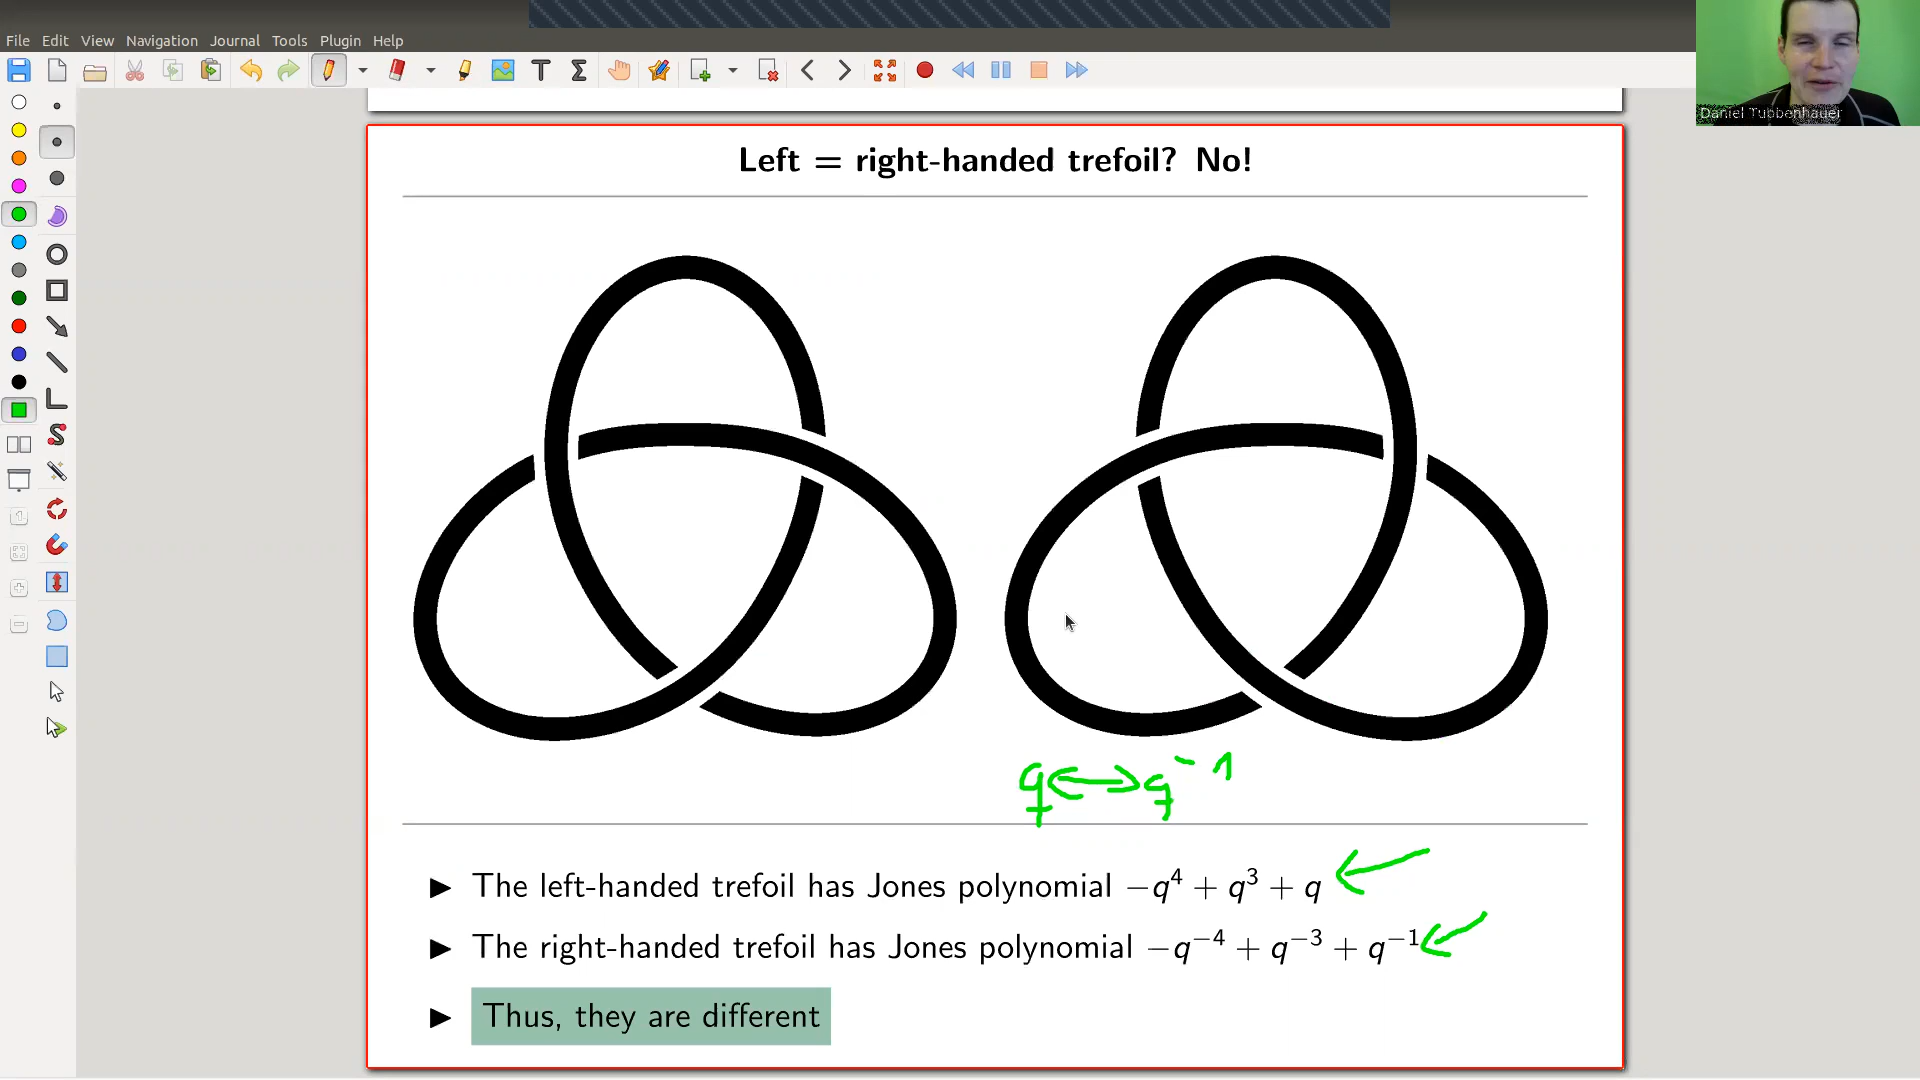 File Edit View Navigation Journal Tools Plugin Help
Daniel Tubbenhauer
Left = right-handed trefoil? No!
q ↔ q⁻¹
▶ The left-handed trefoil has Jones polynomial −q⁴ + q³ + q
▶ The right-handed trefoil has Jones polynomial −q⁻⁴ + q⁻³ + q⁻¹
▶ Thus, they are different